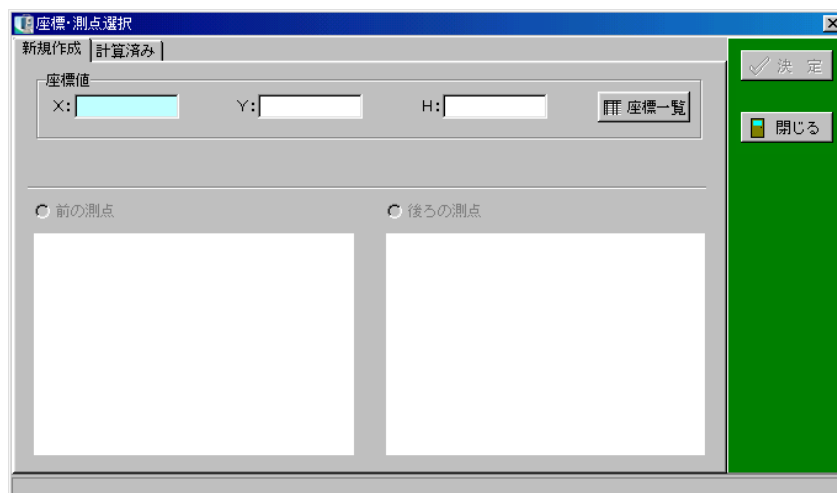 座標・測点選択
新規作成 計算済み
座標値
X: Y: H: 座標一覧
前の測点 後ろの測点
決 定
閉じる